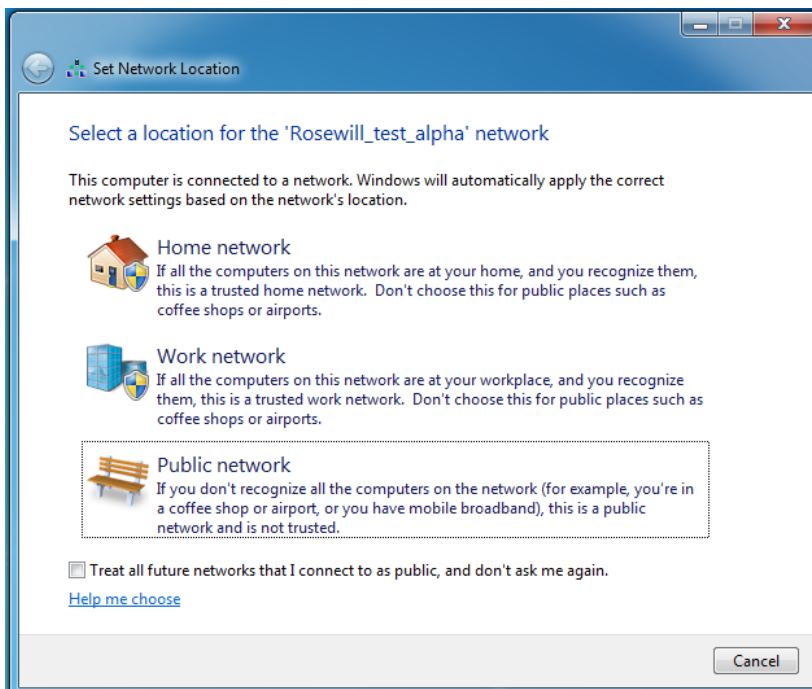 Set Network Location
Select a location for the 'Rosewill_test_alpha' network
This computer is connected to a network. Windows will automatically apply the correct
network settings based on the network's location.
Home network
If all the computers on this network are at your home, and you recognize them,
this is a trusted home network.  Don't choose this for public places such as
coffee shops or airports.
Work network
If all the computers on this network are at your workplace, and you recognize
them, this is a trusted work network.  Don't choose this for public places such as
coffee shops or airports.
Public network
If you don't recognize all the computers on the network (for example, you're in
a coffee shop or airport, or you have mobile broadband), this is a public
network and is not trusted.
Treat all future networks that I connect to as public, and don't ask me again.
Help me choose
Cancel